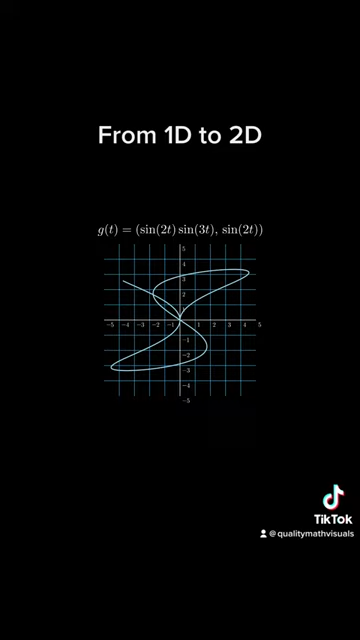 From 1D to 2D
g(t) = (sin(2t) sin(3t), sin(2t))
5
4
3
2
1
-5 -4 -3 -2 -1 1 2 3 4 5
-1
-2
-3
-4
-5
TikTok
@qualitymathvisuals